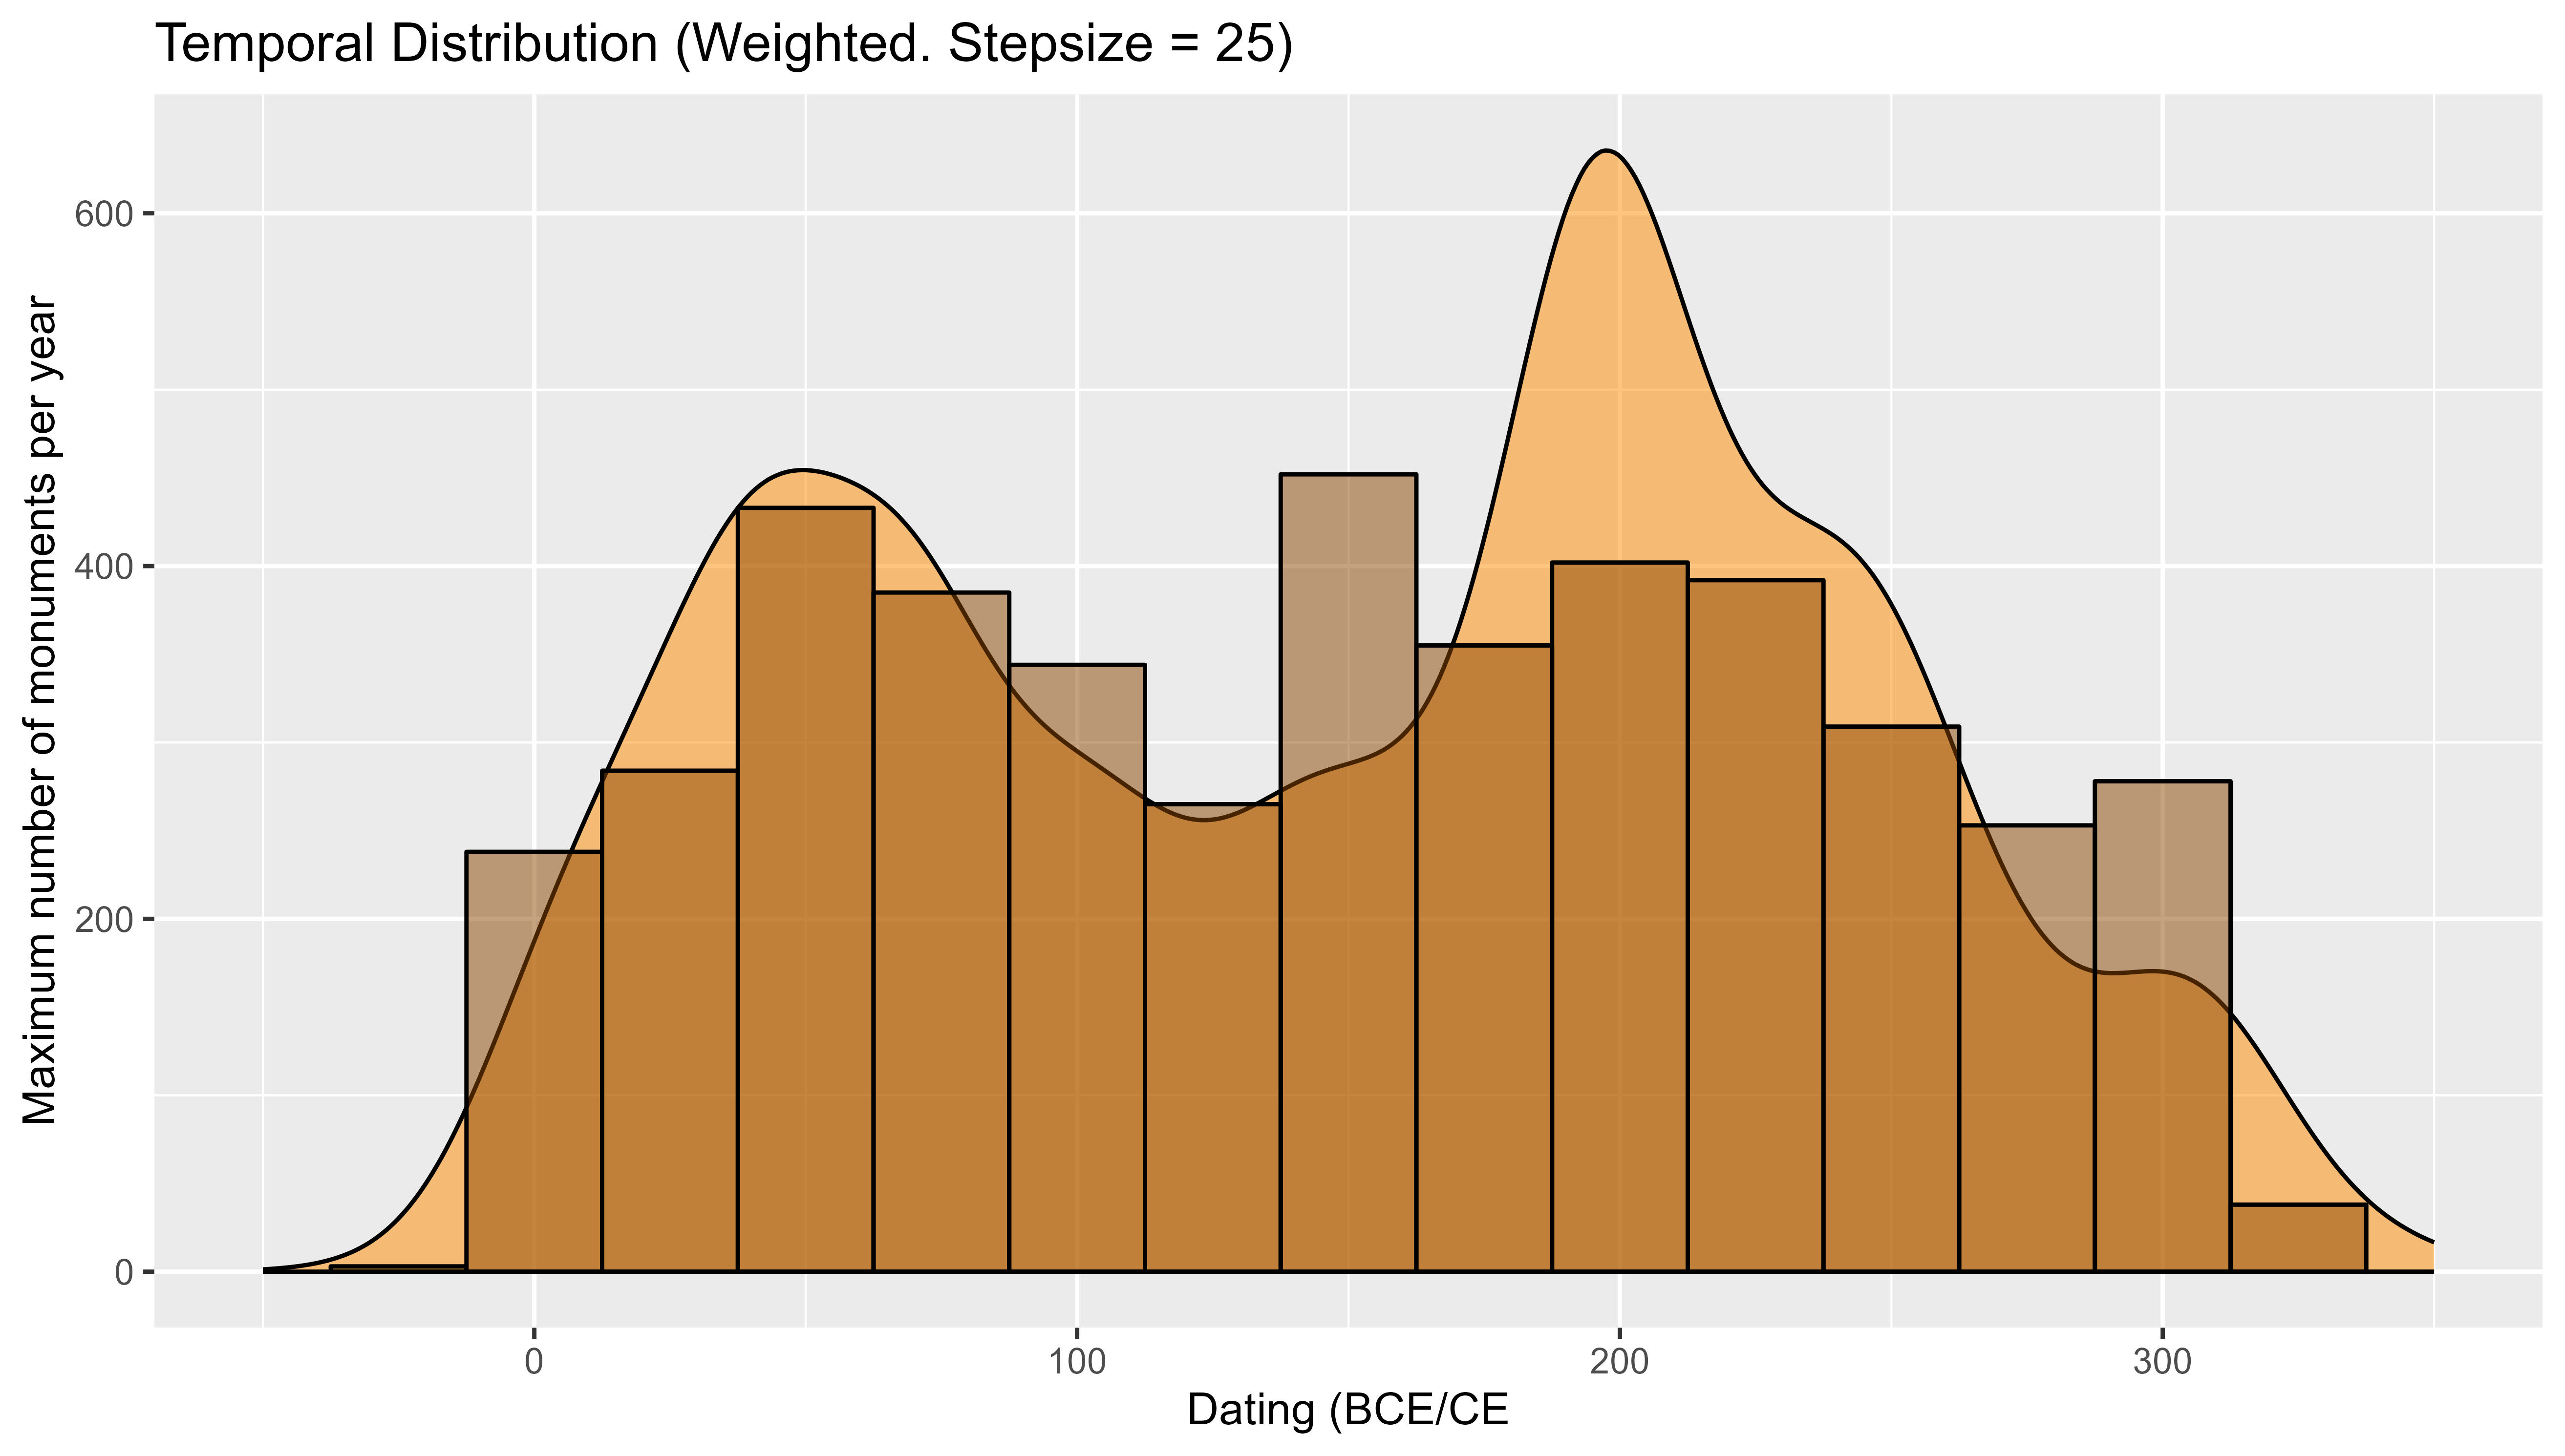 Temporal Distribution (Weighted. Stepsize = 25)
Maximum number of monuments per year
600
400
200
0
0 100 200 300
Dating (BCE/CE